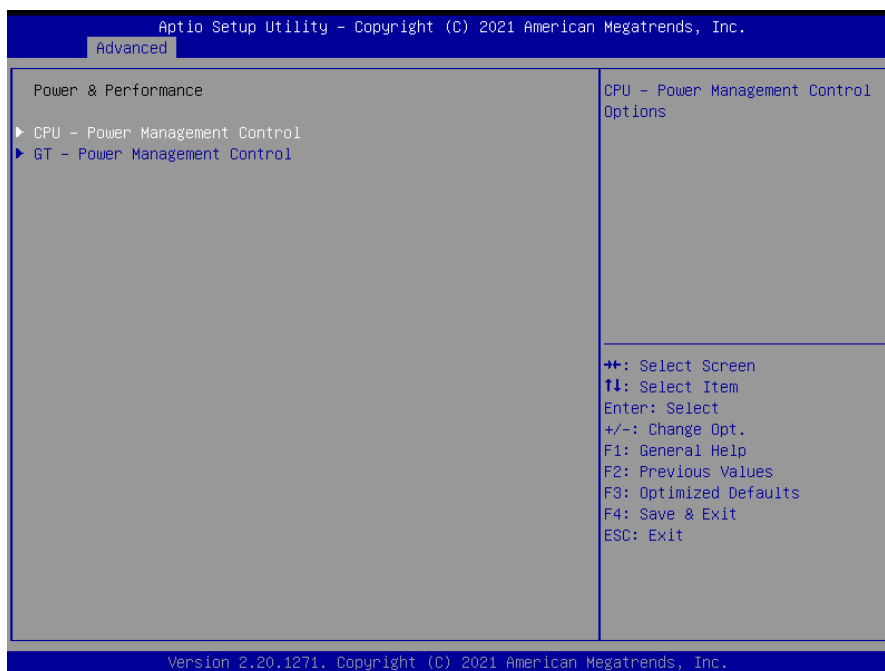 Aptio Setup Utility – Copyright (C) 2021 American Megatrends, Inc.
Advanced
Power & Performance
▶ CPU – Power Management Control
▶ GT – Power Management Control
CPU – Power Management Control
Options
→←: Select Screen
↑↓: Select Item
Enter: Select
+/–: Change Opt.
F1: General Help
F2: Previous Values
F3: Optimized Defaults
F4: Save & Exit
ESC: Exit
Version 2.20.1271. Copyright (C) 2021 American Megatrends, Inc.